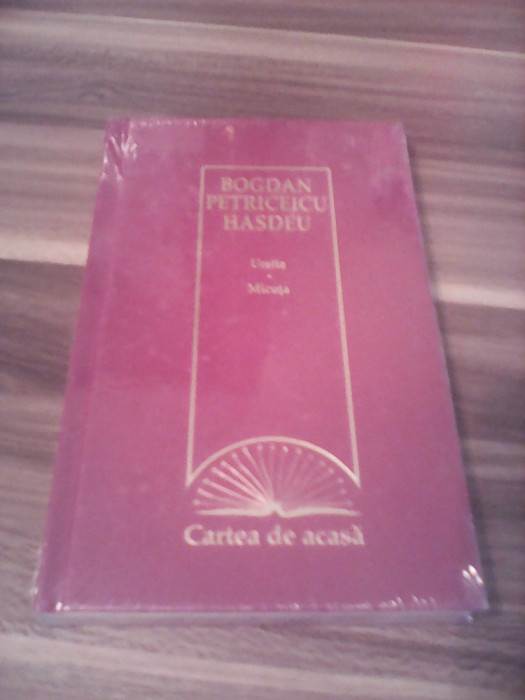 BOGDAN
PETRICEICU
HASDEU
Ursita
•
Micuța
Cartea de acasă